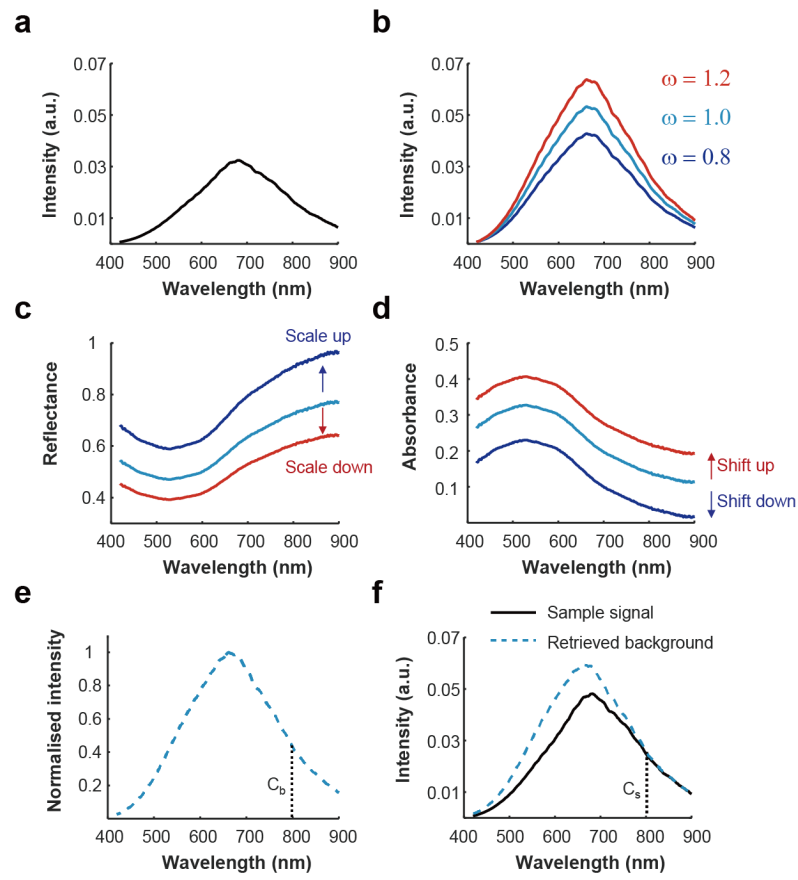 a
0.07
0.05
0.03
0.01
Intensity (a.u.)
400 500 600 700 800 900
Wavelength (nm)
b
0.07
0.05
0.03
0.01
Intensity (a.u.)
400 500 600 700 800 900
Wavelength (nm)
ω = 1.2
ω = 1.0
ω = 0.8
c
1
0.8
0.6
0.4
Reflectance
400 500 600 700 800 900
Wavelength (nm)
Scale up
Scale down
d
0.5
0.4
0.3
0.2
0.1
Absorbance
400 500 600 700 800 900
Wavelength (nm)
Shift up
Shift down
e
1
0.8
0.6
0.4
0.2
Normalised intensity
C_b
400 500 600 700 800 900
Wavelength (nm)
f
Sample signal
Retrieved background
0.07
0.05
0.03
0.01
Intensity (a.u.)
C_s
400 500 600 700 800 900
Wavelength (nm)